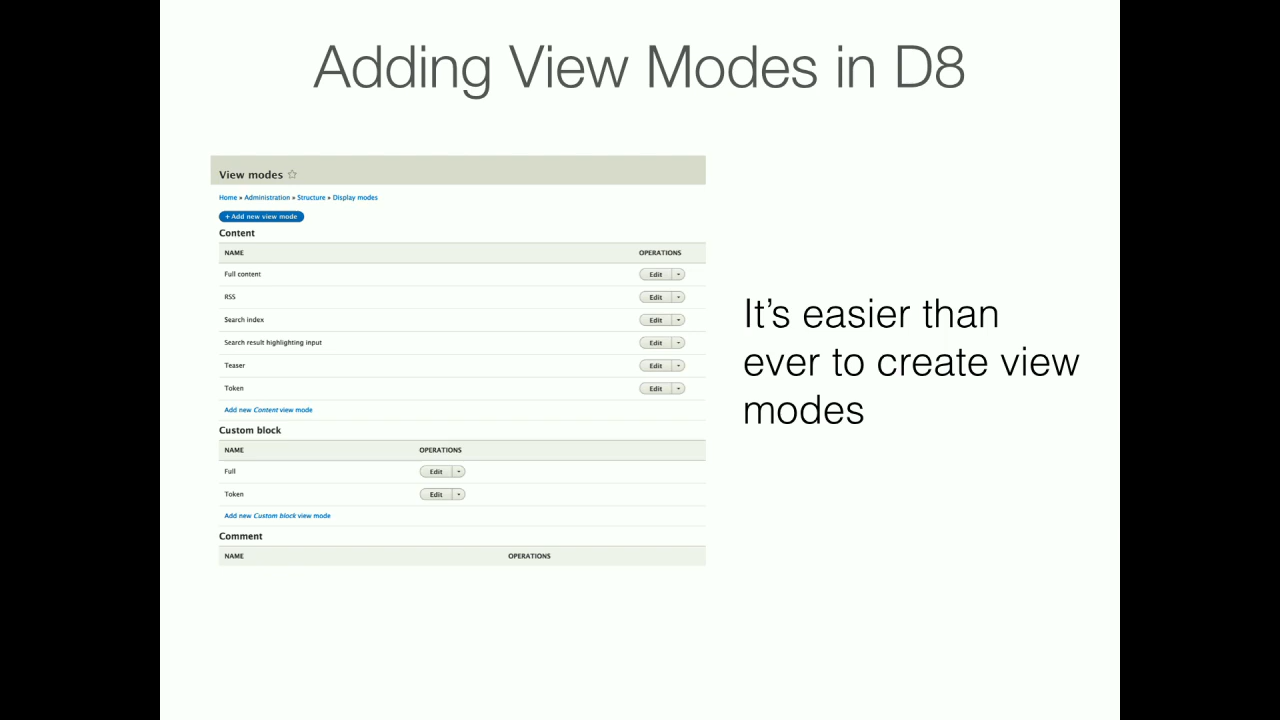 Adding View Modes in D8
View modes ☆
Home » Administration » Structure » Display modes
+ Add new view mode
Content
NAME OPERATIONS
Full content Edit
RSS Edit
Search index Edit
Search result highlighting input Edit
Teaser Edit
Token Edit
Add new Content view mode
Custom block
NAME OPERATIONS
Full Edit
Token Edit
Add new Custom block view mode
Comment
NAME OPERATIONS
It’s easier than
ever to create view
modes